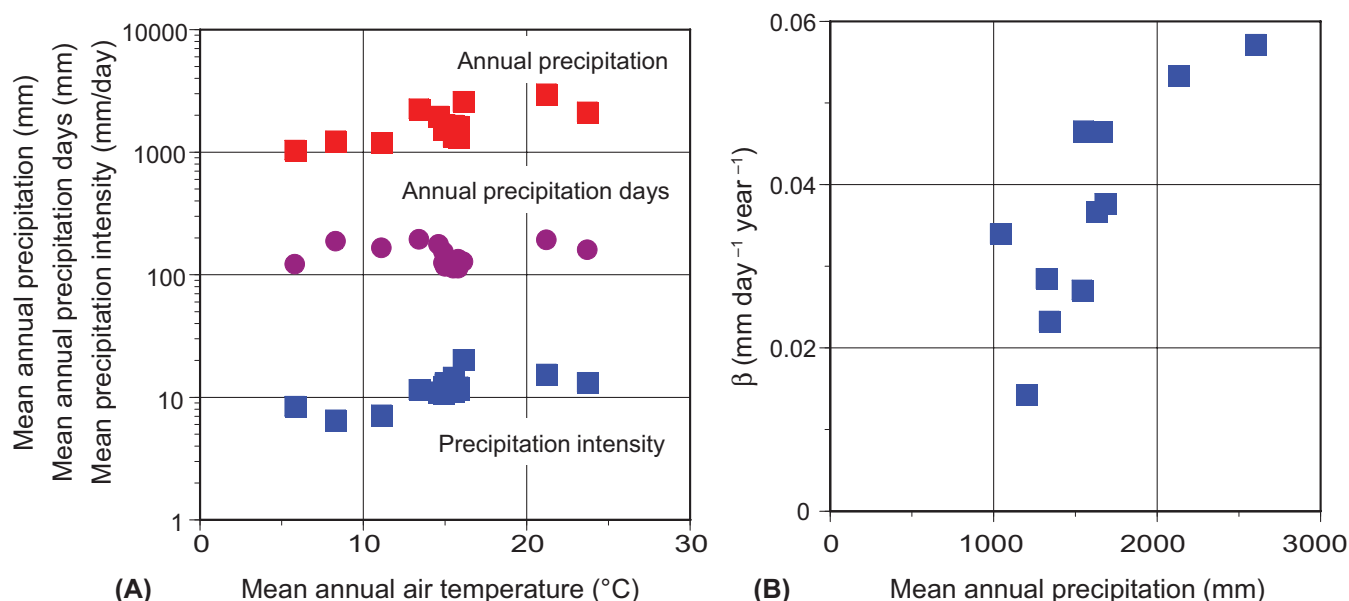 Mean annual precipitation (mm)
Mean annual precipitation days (mm)
Mean precipitation intensity (mm/day)
10000
1000
100
10
1
Annual precipitation
Annual precipitation days
Precipitation intensity
0
10
20
30
(A)
Mean annual air temperature (°C)
β (mm day⁻¹ year⁻¹)
0.06
0.04
0.02
0
0
1000
2000
3000
(B)
Mean annual precipitation (mm)